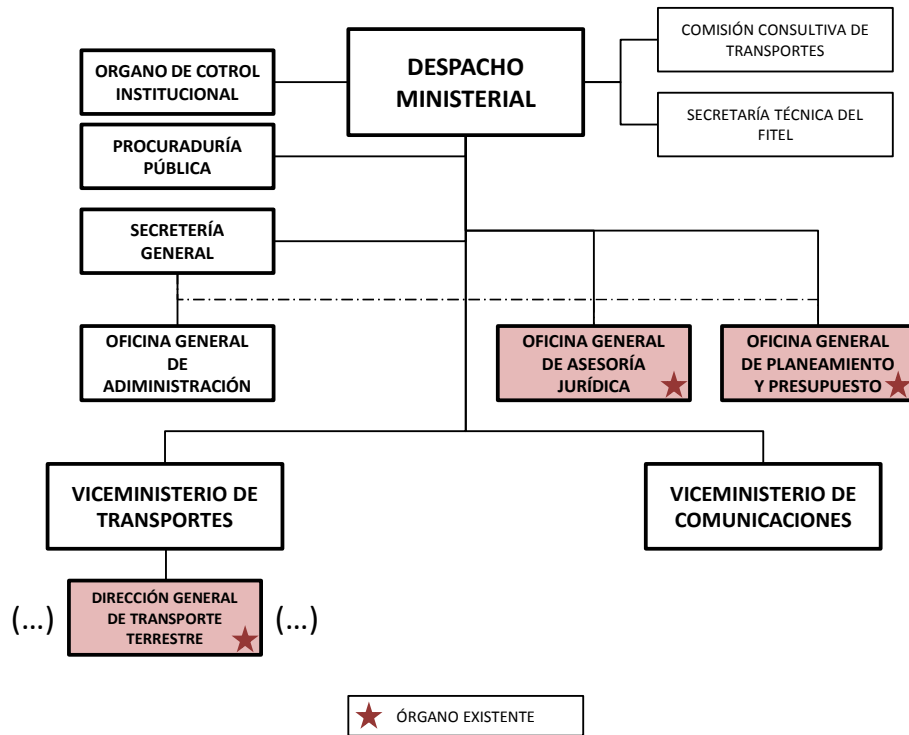 DESPACHO
MINISTERIAL
COMISIÓN CONSULTIVA DE
TRANSPORTES
SECRETARÍA TÉCNICA DEL
FITEL
ORGANO DE COTROL
INSTITUCIONAL
PROCURADURÍA
PÚBLICA
SECRETERÍA
GENERAL
OFICINA GENERAL
DE
ADIMINISTRACIÓN
OFICINA GENERAL
DE ASESORÍA
JURÍDICA
OFICINA GENERAL
DE PLANEAMIENTO
Y PRESUPUESTO
VICEMINISTERIO DE
TRANSPORTES
VICEMINISTERIO DE
COMUNICACIONES
(...)
DIRECCIÓN GENERAL
DE TRANSPORTE
TERRESTRE
(...)
ÓRGANO EXISTENTE